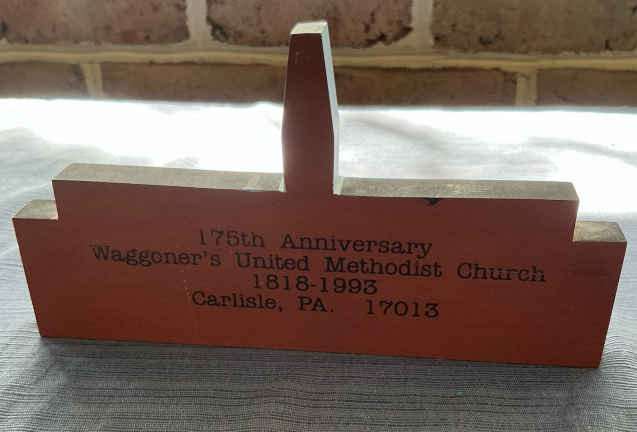 175th Anniversary
Waggoner's United Methodist Church
1818-1993
Carlisle, PA. 17013